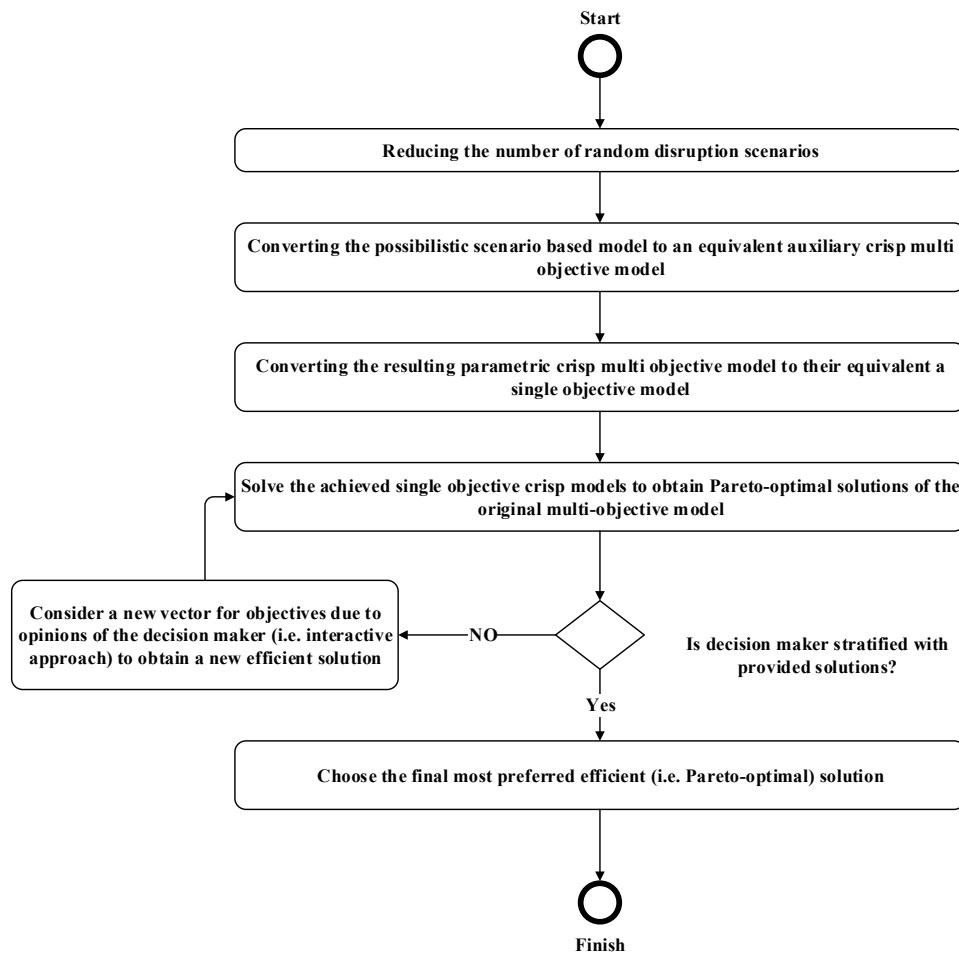 Start
Reducing the number of random disruption scenarios
Converting the possibilistic scenario based model to an equivalent auxiliary crisp multi
objective model
Converting the resulting parametric crisp multi objective model to their equivalent a
single objective model
Solve the achieved single objective crisp models to obtain Pareto-optimal solutions of the
original multi-objective model
Consider a new vector for objectives due to
opinions of the decision maker (i.e. interactive
approach) to obtain a new efficient solution
NO
Is decision maker stratified with
provided solutions?
Yes
Choose the final most preferred efficient (i.e. Pareto-optimal) solution
Finish